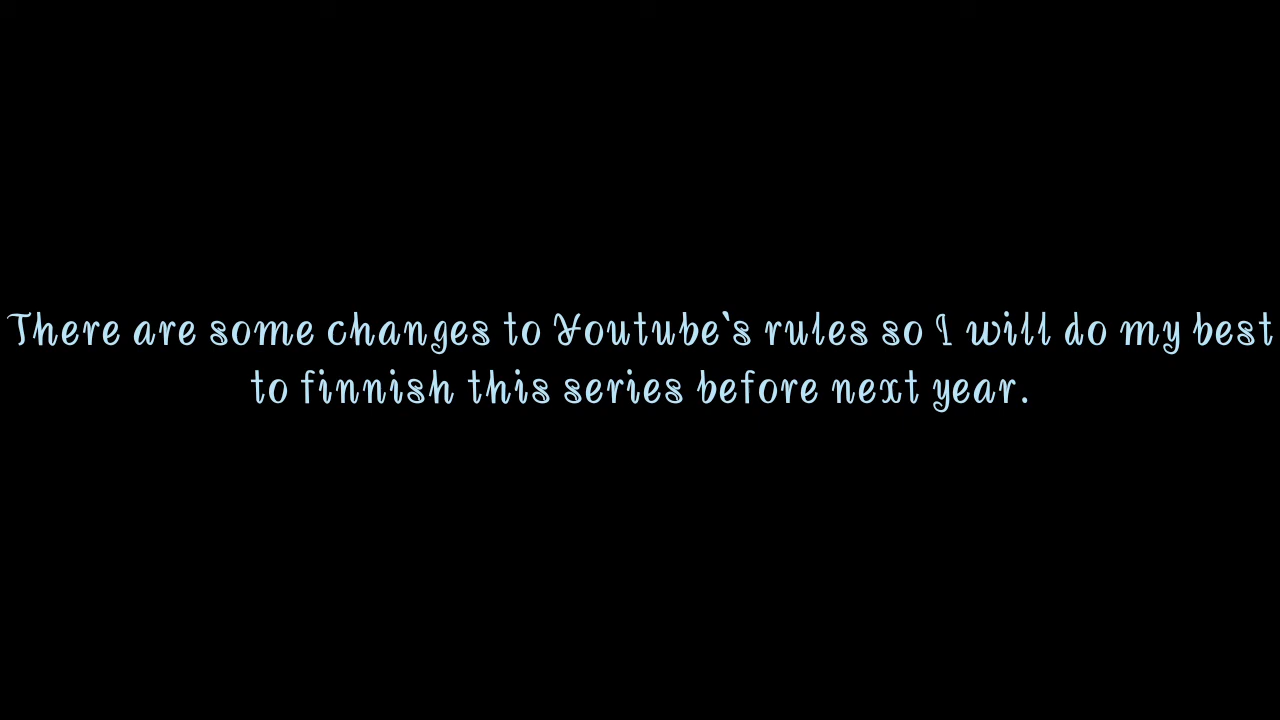 There are some changes to Youtube`s rules so I will do my best
to finnish this series before next year.